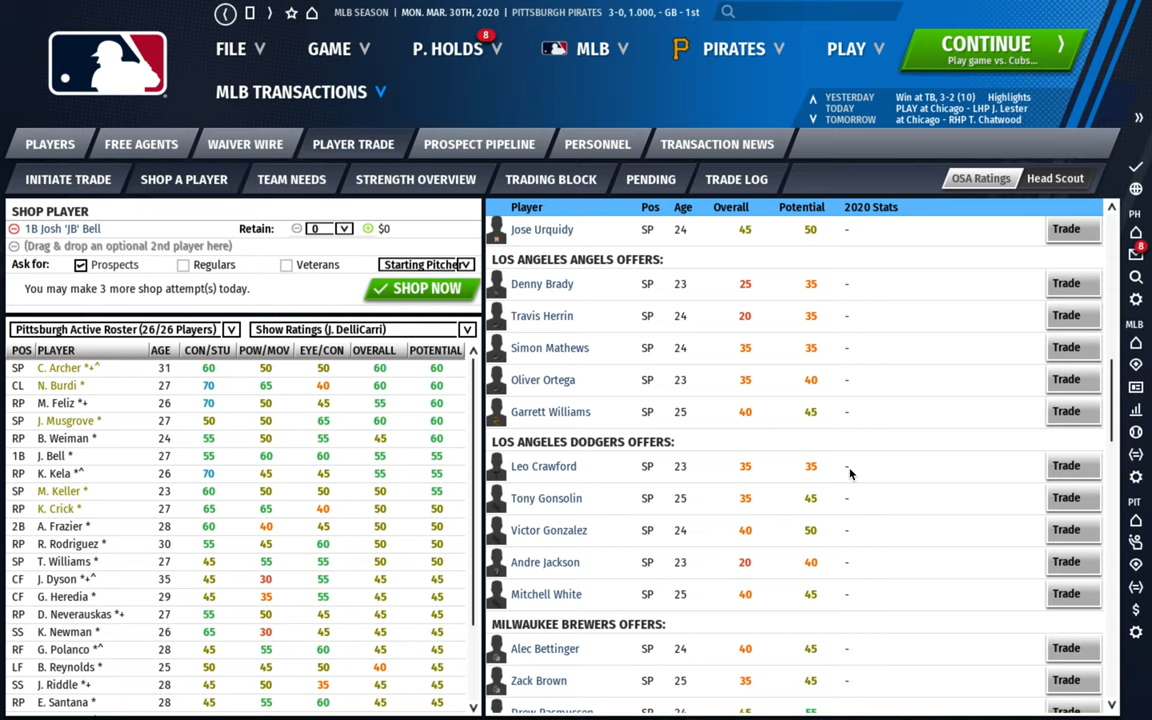 MLB SEASON | MON. MAR. 30TH, 2020 | PITTSBURGH PIRATES 3-0, 1.000, - GB - 1st
FILE GAME P. HOLDS 8 MLB PIRATES PLAY
CONTINUE
Play game vs. Cubs...
MLB TRANSACTIONS
YESTERDAY Win at TB, 3-2 (10) Highlights
TODAY PLAY at Chicago - LHP J. Lester
TOMORROW at Chicago - RHP T. Chatwood
PLAYERS FREE AGENTS WAIVER WIRE PLAYER TRADE PROSPECT PIPELINE PERSONNEL TRANSACTION NEWS
INITIATE TRADE SHOP A PLAYER TEAM NEEDS STRENGTH OVERVIEW TRADING BLOCK PENDING TRADE LOG OSA Ratings Head Scout
SHOP PLAYER
1B Josh 'JB' Bell Retain: 0 $0
(Drag & drop an optional 2nd player here)
Ask for: Prospects Regulars Veterans Starting Pitcher
You may make 3 more shop attempt(s) today. SHOP NOW
Pittsburgh Active Roster (26/26 Players) Show Ratings (J. DelliCarri)
POS PLAYER AGE CON/STU POW/MOV EYE/CON OVERALL POTENTIAL
SP C. Archer *+^ 31 60 50 50 60 60
CL N. Burdi * 27 70 65 40 60 60
RP M. Feliz *+ 26 70 50 45 55 60
SP J. Musgrove * 27 50 50 65 60 60
RP B. Weiman * 24 55 55 55 45 60
1B J. Bell * 27 55 60 60 55 55
RP K. Kela *^ 26 70 45 45 55 55
SP M. Keller * 23 60 50 50 50 55
RP K. Crick * 27 65 65 40 50 50
2B A. Frazier * 28 60 40 45 50 50
RP R. Rodriguez * 30 55 45 60 50 50
SP T. Williams * 27 45 55 55 50 50
CF J. Dyson *+^ 35 45 30 55 45 45
CF G. Heredia * 29 45 35 55 45 45
RP D. Neverauskas *+ 27 55 50 45 45 45
SS K. Newman * 26 65 30 45 45 45
RF G. Polanco *^ 28 45 55 60 45 45
LF B. Reynolds * 25 50 45 50 40 45
SS J. Riddle *+ 28 45 50 35 45 45
RP E. Santana * 28 45 55 60 45 45
Player Pos Age Overall Potential 2020 Stats
Jose Urquidy SP 24 45 50 - Trade
LOS ANGELES ANGELS OFFERS:
Denny Brady SP 23 25 35 - Trade
Travis Herrin SP 24 20 35 - Trade
Simon Mathews SP 24 35 35 - Trade
Oliver Ortega SP 23 35 40 - Trade
Garrett Williams SP 25 40 45 - Trade
LOS ANGELES DODGERS OFFERS:
Leo Crawford SP 23 35 35 - Trade
Tony Gonsolin SP 25 35 45 - Trade
Victor Gonzalez SP 24 40 50 - Trade
Andre Jackson SP 23 20 40 - Trade
Mitchell White SP 25 40 45 - Trade
MILWAUKEE BREWERS OFFERS:
Alec Bettinger SP 24 40 45 - Trade
Zack Brown SP 25 35 45 - Trade
Drew Rasmussen SP 24 45 55 Trade
PH
8
MLB
PIT